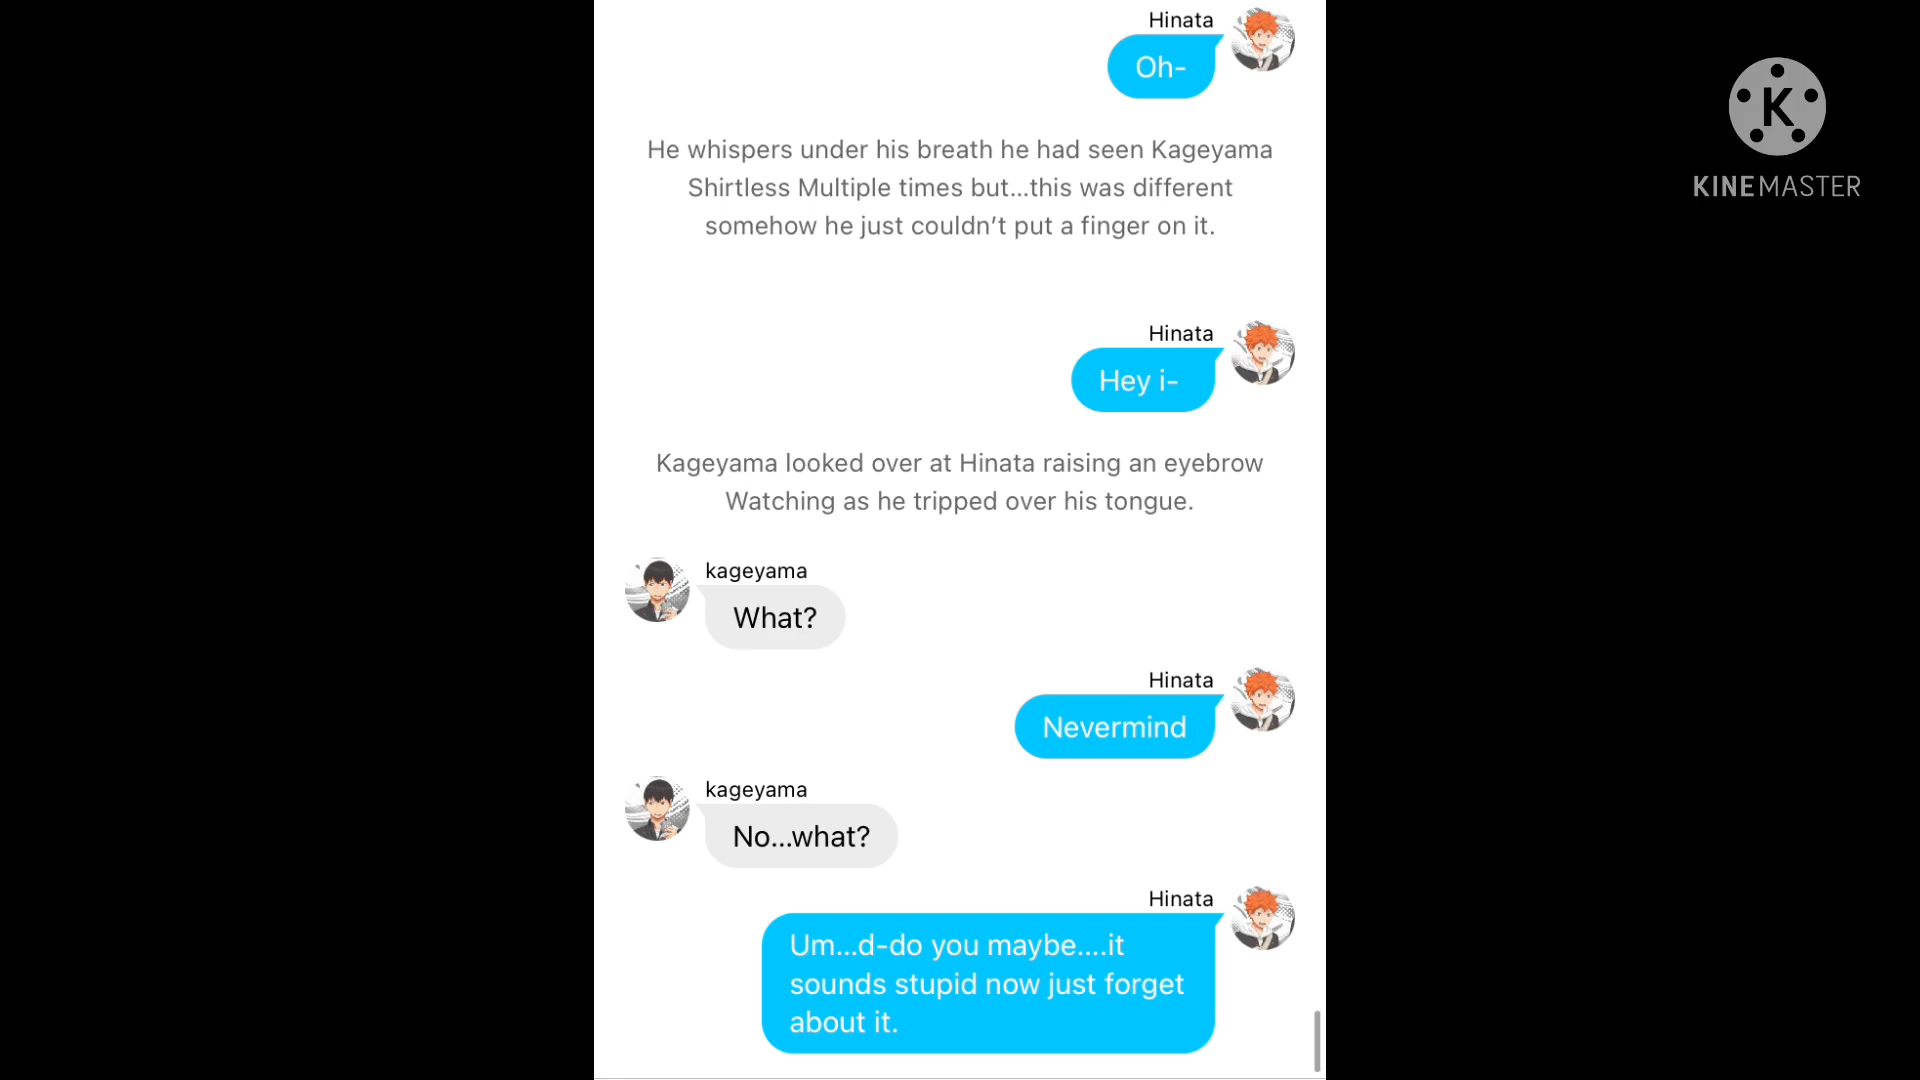 Hinata
Oh-
He whispers under his breath he had seen Kageyama
Shirtless Multiple times but...this was different
somehow he just couldn’t put a finger on it.
Hinata
Hey i-
Kageyama looked over at Hinata raising an eyebrow
Watching as he tripped over his tongue.
kageyama
What?
Hinata
Nevermind
kageyama
No...what?
Hinata
Um...d-do you maybe....it
sounds stupid now just forget
about it.
K
KINEMASTER